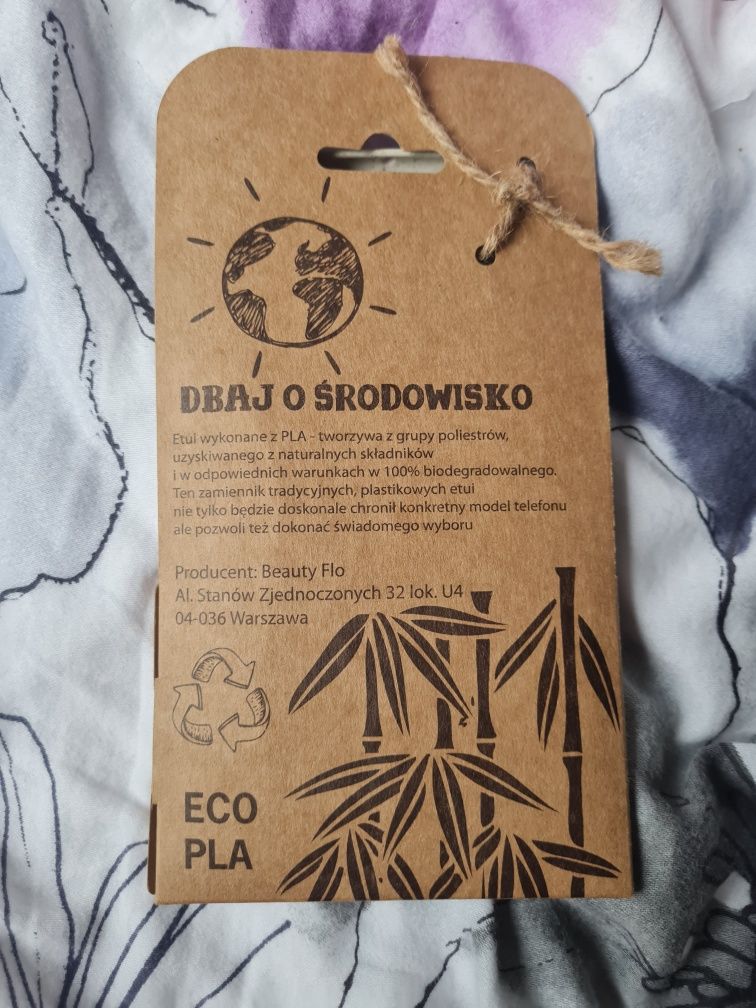 DBAJ O ŚRODOWISKO
Etui wykonane z PLA - tworzywa z grupy poliestrów,
uzyskiwanego z naturalnych składników
i w odpowiednich warunkach w 100% biodegradowalnego.
Ten zamiennik tradycyjnych, plastikowych etui
nie tylko będzie doskonale chronił konkretny model telefonu
ale pozwoli też dokonać świadomego wyboru
Producent: Beauty Flo
Al. Stanów Zjednoczonych 32 lok. U4
04-036 Warszawa
ECO
PLA